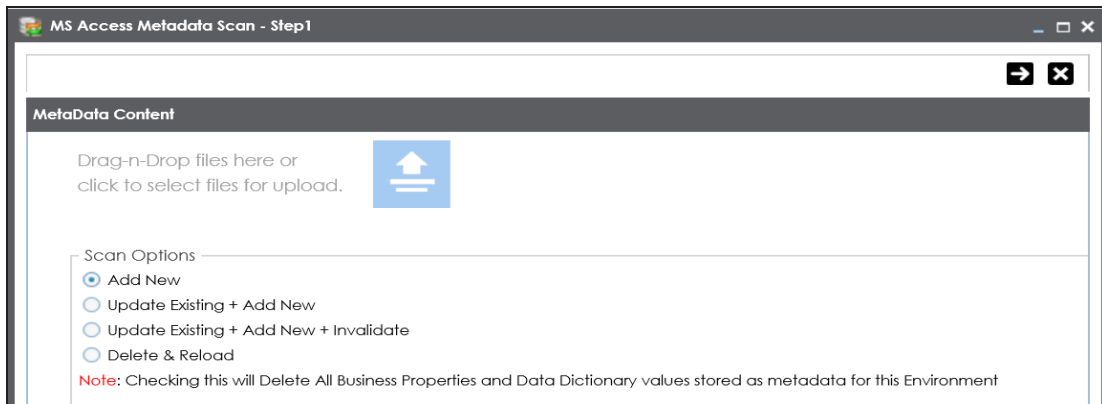 MS Access Metadata Scan - Step1
MetaData Content
Drag-n-Drop files here or
click to select files for upload.
Scan Options
Add New
Update Existing + Add New
Update Existing + Add New + Invalidate
Delete & Reload
Note: Checking this will Delete All Business Properties and Data Dictionary values stored as metadata for this Environment